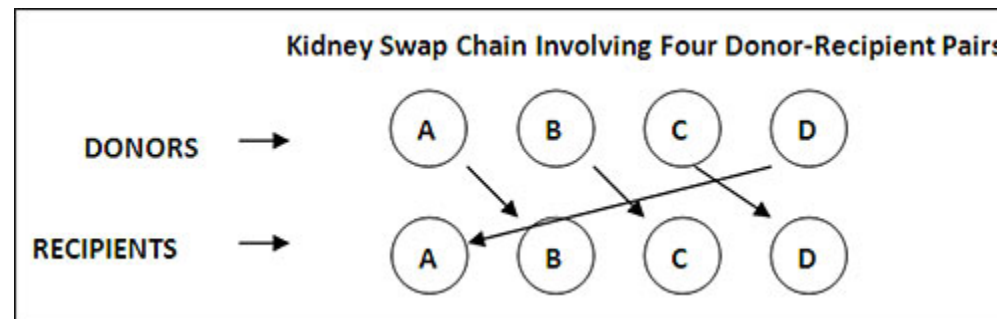 Kidney Swap Chain Involving Four Donor-Recipient Pairs
DONORS
A B C D
RECIPIENTS
A B C D